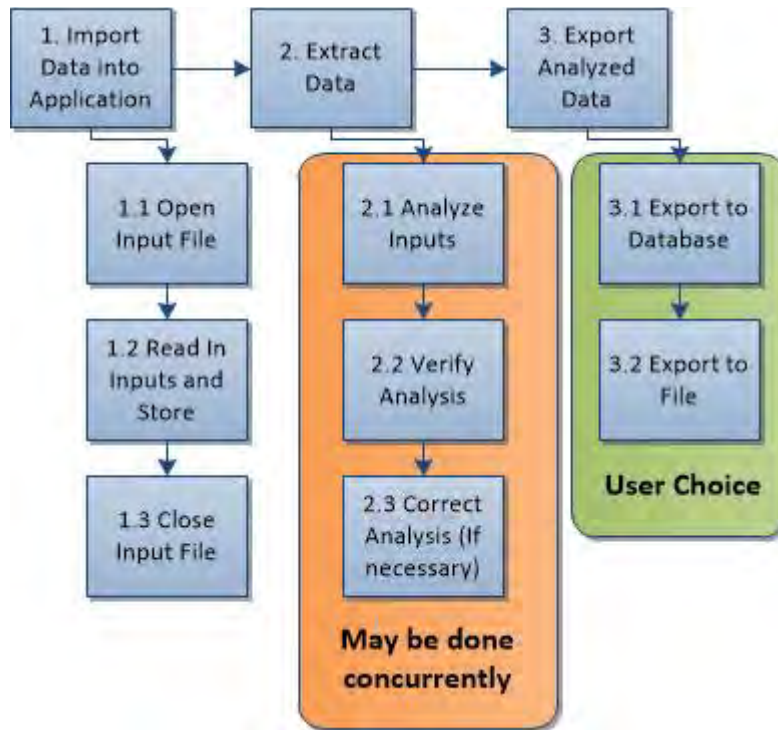 1. Import
Data into
Application
2. Extract
Data
3. Export
Analyzed
Data
1.1 Open
Input File
1.2 Read In
Inputs and
Store
1.3 Close
Input File
2.1 Analyze
Inputs
2.2 Verify
Analysis
2.3 Correct
Analysis (If
necessary)
May be done
concurrently
3.1 Export to
Database
3.2 Export to
File
User Choice